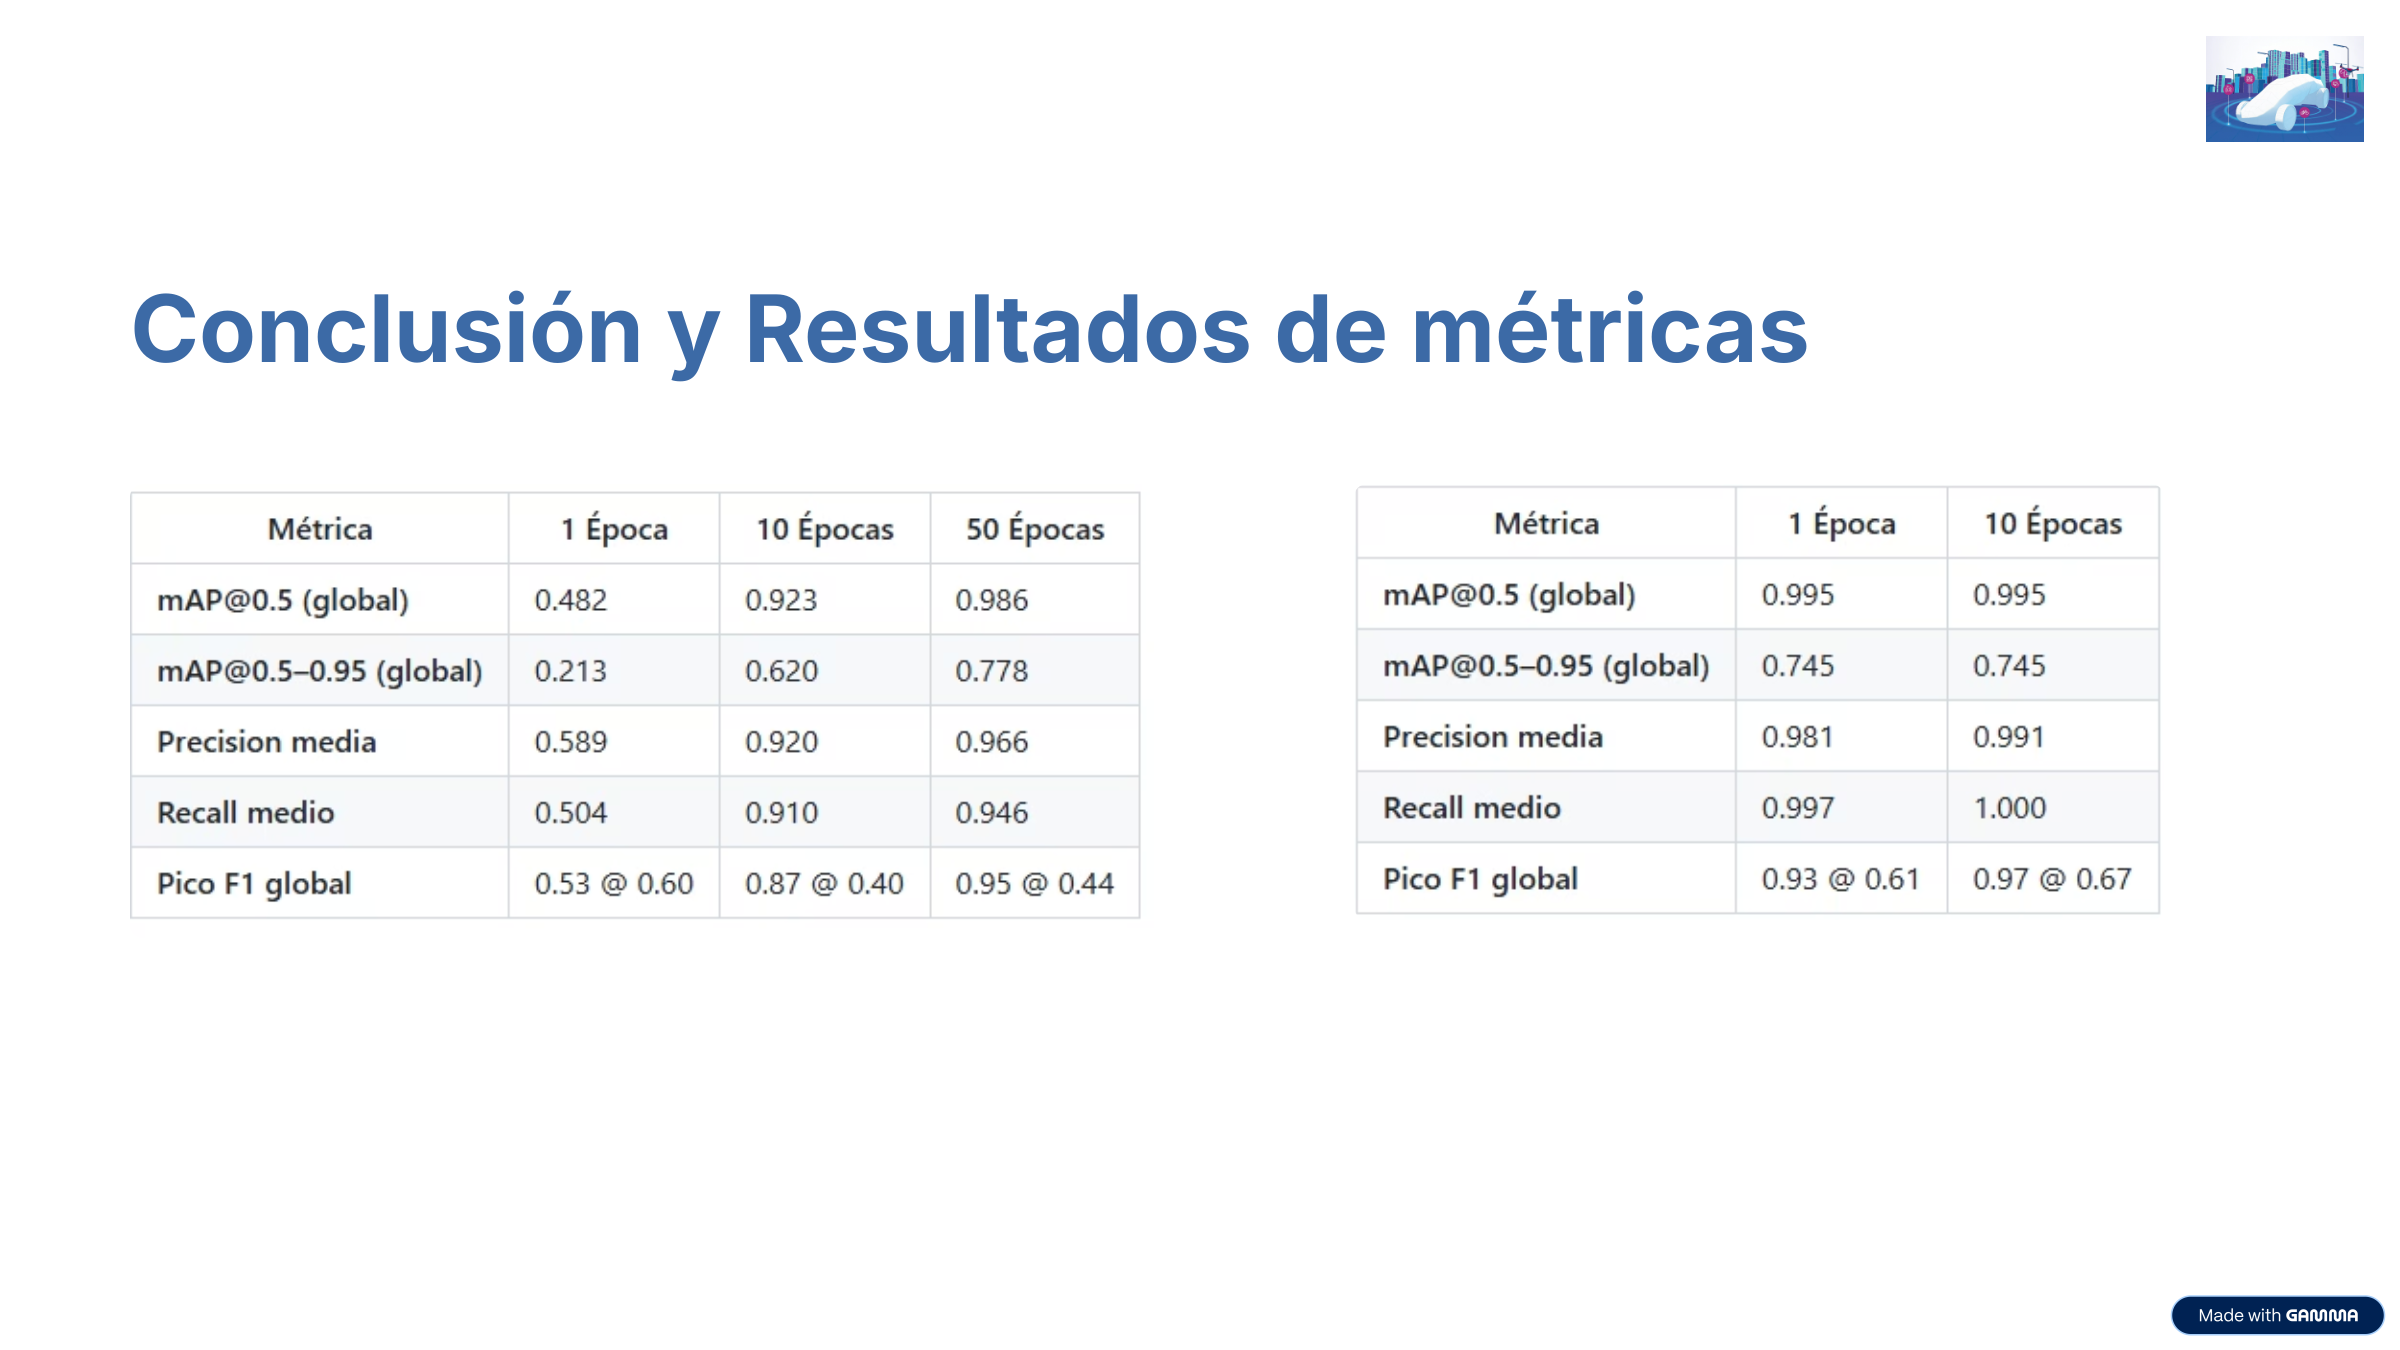 Conclusión y Resultados de métricas
Métrica 1 Época 10 Épocas 50 Épocas
mAP@0.5 (global) 0.482 0.923 0.986
mAP@0.5–0.95 (global) 0.213 0.620 0.778
Precision media 0.589 0.920 0.966
Recall medio 0.504 0.910 0.946
Pico F1 global 0.53 @ 0.60 0.87 @ 0.40 0.95 @ 0.44
Métrica 1 Época 10 Épocas
mAP@0.5 (global) 0.995 0.995
mAP@0.5–0.95 (global) 0.745 0.745
Precision media 0.981 0.991
Recall medio 0.997 1.000
Pico F1 global 0.93 @ 0.61 0.97 @ 0.67
Made with GAMMA